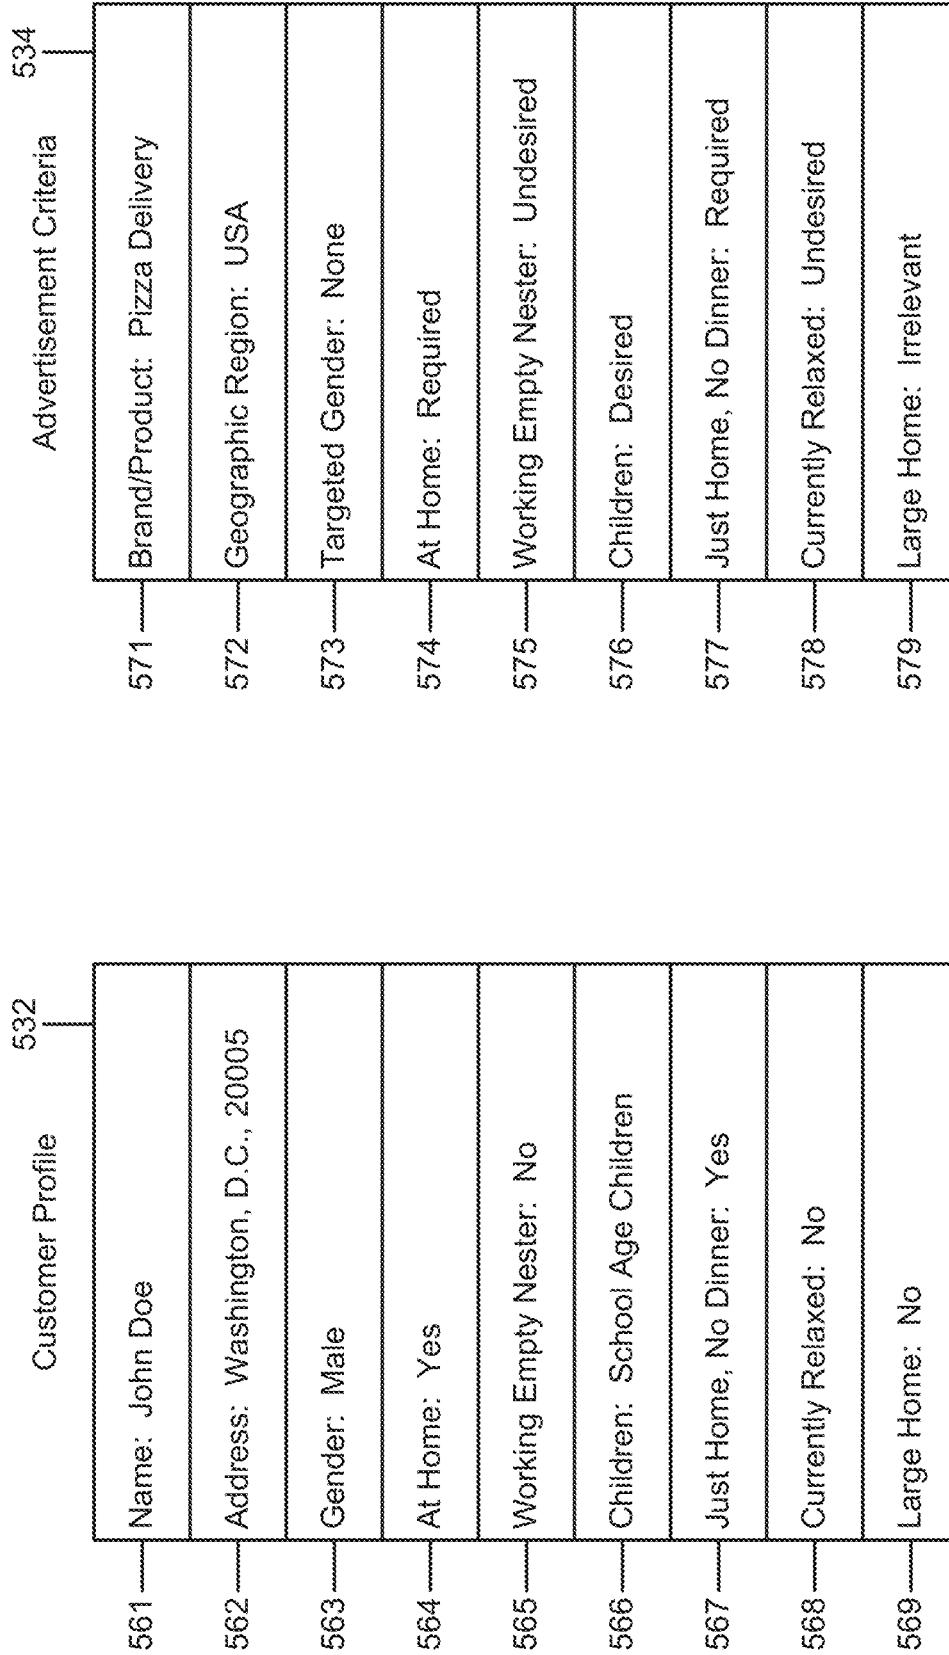 Customer Profile
532
561 Name: John Doe
562 Address: Washington, D.C., 20005
563 Gender: Male
564 At Home: Yes
565 Working Empty Nester: No
566 Children: School Age Children
567 Just Home, No Dinner: Yes
568 Currently Relaxed: No
569 Large Home: No
Advertisement Criteria
534
571 Brand/Product: Pizza Delivery
572 Geographic Region: USA
573 Targeted Gender: None
574 At Home: Required
575 Working Empty Nester: Undesired
576 Children: Desired
577 Just Home, No Dinner: Required
578 Currently Relaxed: Undesired
579 Large Home: Irrelevant